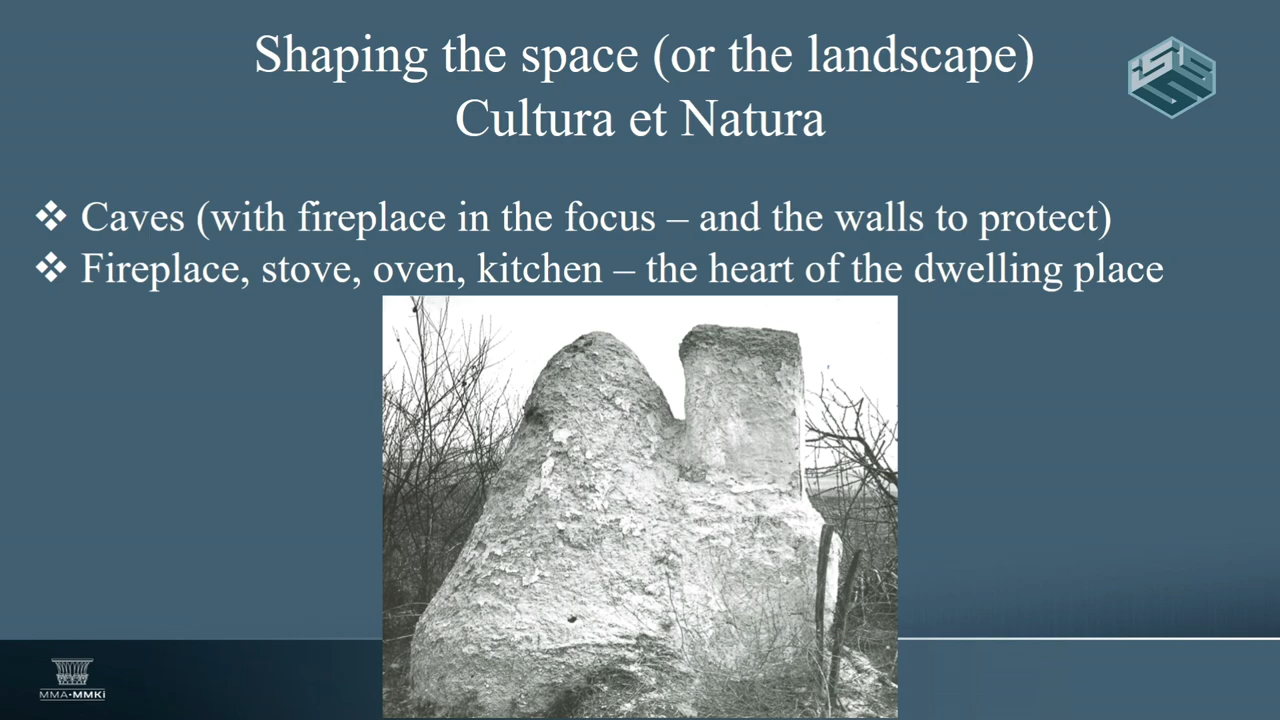 Shaping the space (or the landscape)
Cultura et Natura
❖ Caves (with fireplace in the focus – and the walls to protect)
❖ Fireplace, stove, oven, kitchen – the heart of the dwelling place
MMA•MMKI